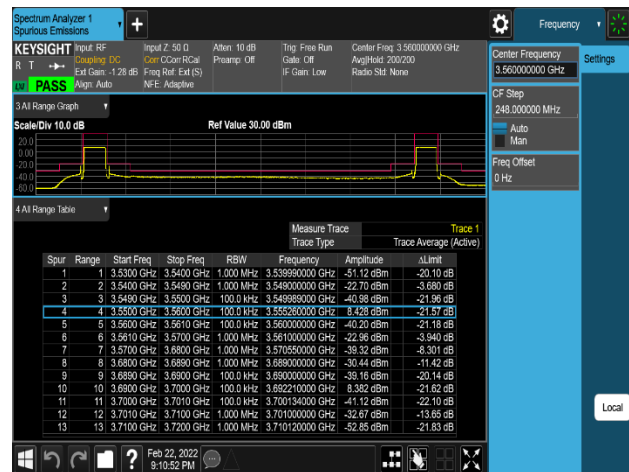 Spectrum Analyzer 1
Spurious Emissions
Frequency
KEYSIGHT Input: RF Input Z: 50 Ω Atten: 10 dB Trig: Free Run Center Freq: 3.560000000 GHz
R T Coupling: DC Corr CCorr RCal Preamp: Off Gate: Off Avg|Hold: 200/200
Ext Gain: -1.28 dB Freq Ref: Ext (S) IF Gain: Low Radio Std: None
PASS Align: Auto NFE: Adaptive
Center Frequency
3.560000000 GHz
Settings
CF Step
248.000000 MHz
Auto
Man
Freq Offset
0 Hz
3 All Range Graph
Scale/Div 10.0 dB Ref Value 30.00 dBm
20.0
0.00
-20.0
-40.0
-60.0
4 All Range Table
Measure Trace Trace 1
Trace Type Trace Average (Active)
Spur Range Start Freq Stop Freq RBW Frequency Amplitude ΔLimit
1 1 3.5300 GHz 3.5400 GHz 1.000 MHz 3.539990000 GHz -51.12 dBm -20.10 dB
2 2 3.5400 GHz 3.5490 GHz 1.000 MHz 3.549000000 GHz -22.70 dBm -3.680 dB
3 3 3.5490 GHz 3.5500 GHz 100.0 kHz 3.549989000 GHz -40.98 dBm -21.96 dB
4 4 3.5500 GHz 3.5600 GHz 100.0 kHz 3.555260000 GHz 8.428 dBm -21.57 dB
5 5 3.5600 GHz 3.5610 GHz 100.0 kHz 3.560000000 GHz -40.20 dBm -21.18 dB
6 6 3.5610 GHz 3.5700 GHz 1.000 MHz 3.561000000 GHz -22.96 dBm -3.940 dB
7 7 3.5700 GHz 3.6800 GHz 1.000 MHz 3.570550000 GHz -39.32 dBm -8.301 dB
8 8 3.6800 GHz 3.6890 GHz 1.000 MHz 3.689000000 GHz -30.44 dBm -11.42 dB
9 9 3.6890 GHz 3.6900 GHz 100.0 kHz 3.690000000 GHz -39.16 dBm -20.14 dB
10 10 3.6900 GHz 3.7000 GHz 100.0 kHz 3.692210000 GHz 8.382 dBm -21.62 dB
11 11 3.7000 GHz 3.7010 GHz 100.0 kHz 3.700134000 GHz -41.12 dBm -22.10 dB
12 12 3.7010 GHz 3.7100 GHz 1.000 MHz 3.701000000 GHz -32.67 dBm -13.65 dB
13 13 3.7100 GHz 3.7200 GHz 1.000 MHz 3.710120000 GHz -52.85 dBm -21.83 dB
Local
? Feb 22, 2022
9:10:52 PM